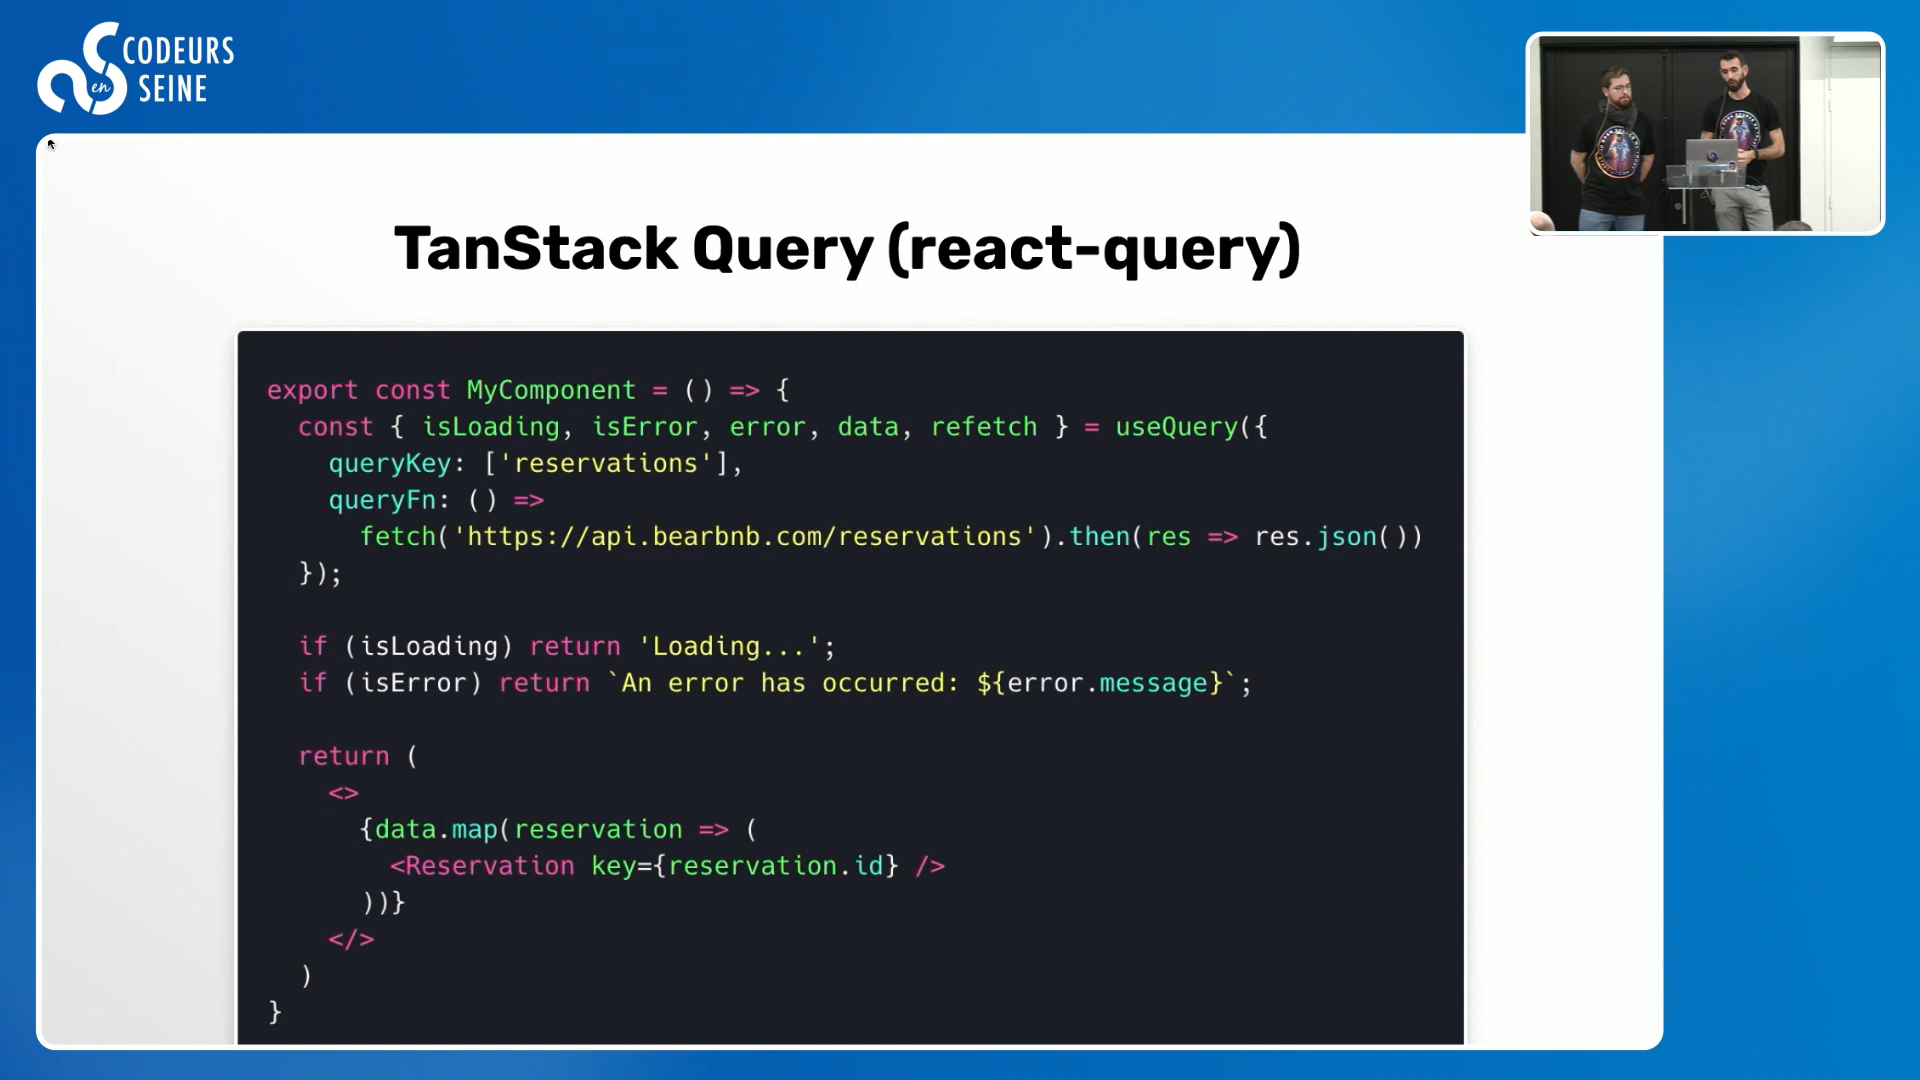 CODEURS
en
SEINE
TanStack Query (react-query)
export const MyComponent = () => {
  const { isLoading, isError, error, data, refetch } = useQuery({
    queryKey: ['reservations'],
    queryFn: () =>
      fetch('https://api.bearbnb.com/reservations').then(res => res.json())
  });
  if (isLoading) return 'Loading...';
  if (isError) return `An error has occurred: ${error.message}`;
  return (
    <>
      {data.map(reservation => (
        <Reservation key={reservation.id} />
      ))}
    </>
  )
}